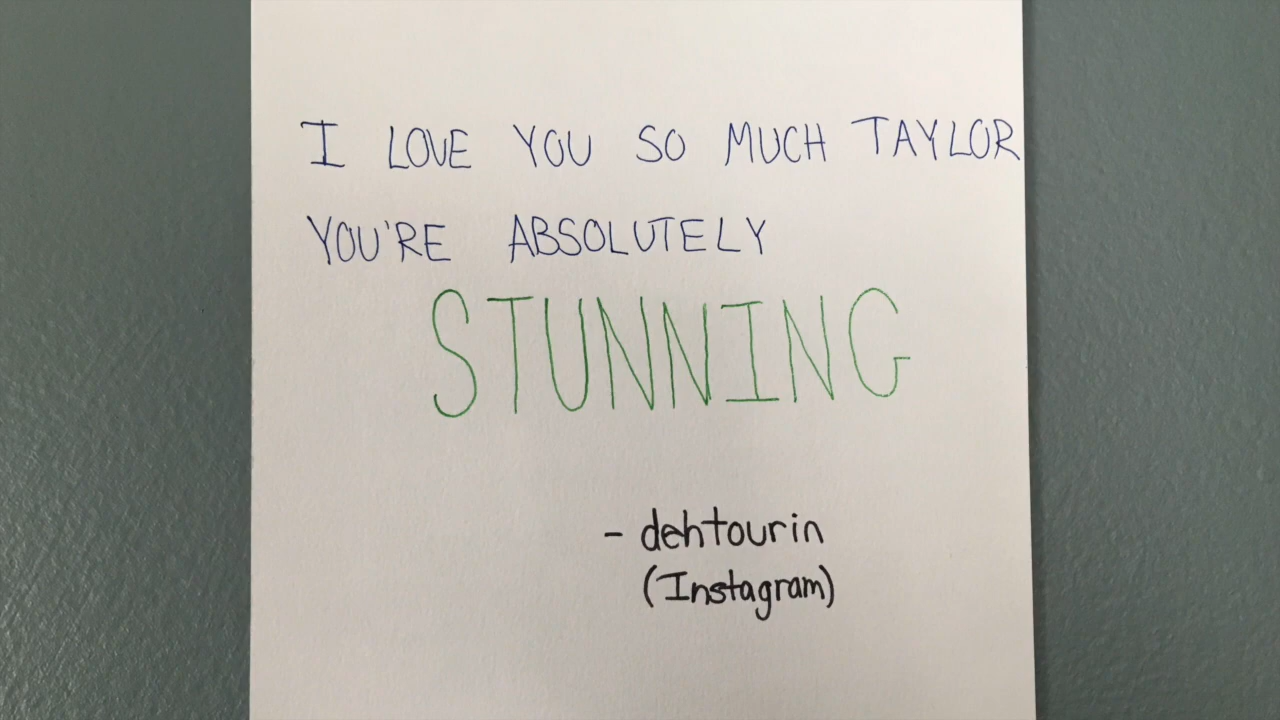 I LOVE YOU SO MUCH TAYLOR
YOU'RE ABSOLUTELY
STUNNING
- dehtourin
(Instagram)